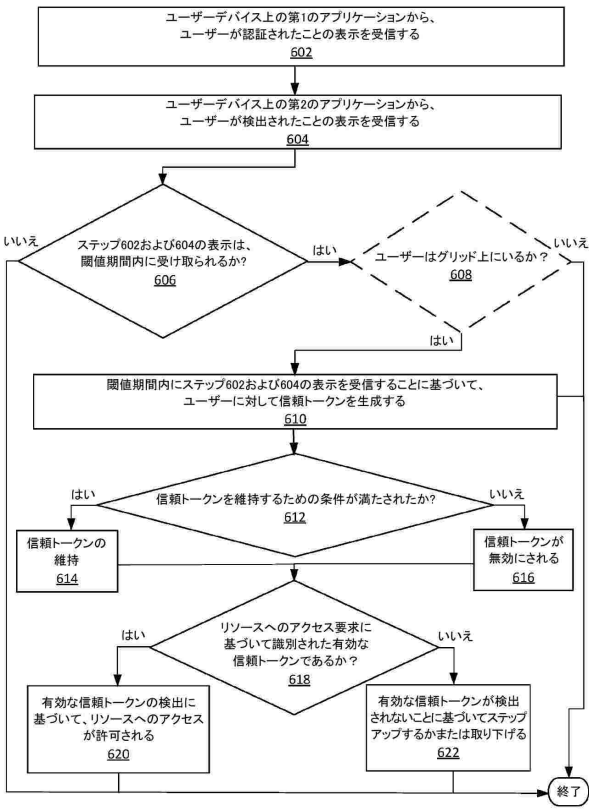 ユーザーデバイス上の第1のアプリケーションから、
ユーザーが認証されたことの表示を受信する
602
ユーザーデバイス上の第2のアプリケーションから、
ユーザーが検出されたことの表示を受信する
604
いいえ
ステップ602および604の表示は、
閾値期間内に受け取られるか?
606
はい
ユーザーはグリッド上にいるか？
608
いいえ
はい
閾値期間内にステップ602および604の表示を受信することに基づいて、
ユーザーに対して信頼トークンを生成する
610
はい
信頼トークンを維持するための条件が満たされたか?
612
いいえ
信頼トークンの
維持
614
信頼トークンが
無効にされる
616
はい
リソースへのアクセス要求に
基づいて識別された有効な
信頼トークンであるか？
618
いいえ
有効な信頼トークンの検出に
基づいて、リソースへのアクセス
が許可される
620
有効な信頼トークンが検出
されないことに基づいてステップ
アップするかまたは取り下げる
622
終了